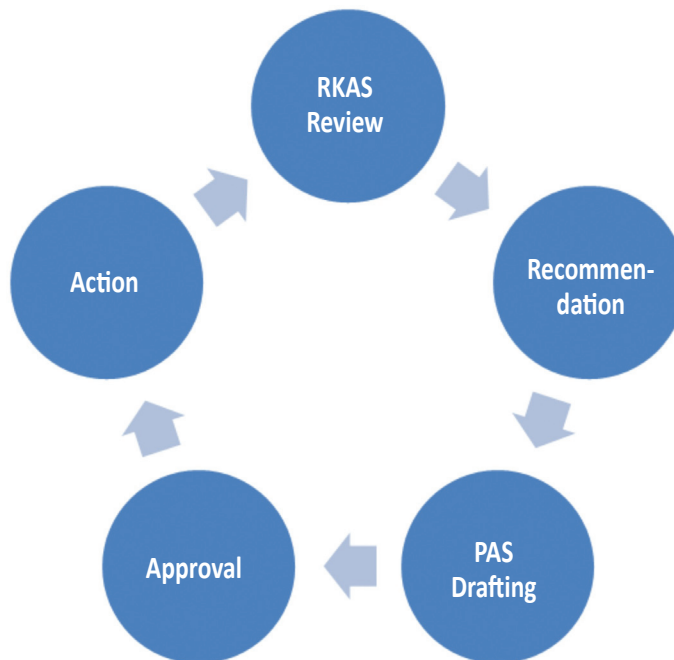 RKAS
Review
Recommen-
dation
PAS
Drafting
Approval
Action